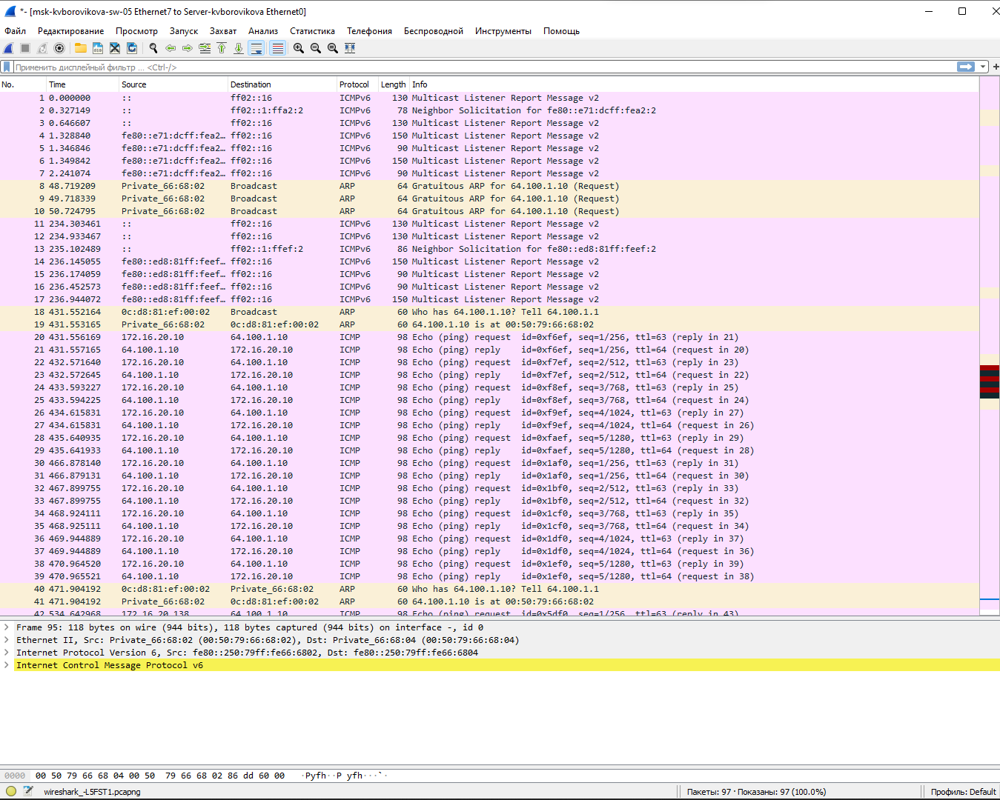 *- [msk-kvborovikova-sw-05 Ethernet7 to Server-kvborovikova Ethernet0]
Файл Редактирование Просмотр Запуск Захват Анализ Статистика Телефония Беспроводной Инструменты Помощь
Применить дисплейный фильтр ... <Ctrl-/>
No. Time Source Destination Protocol Length Info
1 0.000000 :: ff02::16 ICMPv6 130 Multicast Listener Report Message v2
2 0.327149 :: ff02::1:ffa2:2 ICMPv6 78 Neighbor Solicitation for fe80::e71:dcff:fea2:2
3 0.646607 :: ff02::16 ICMPv6 130 Multicast Listener Report Message v2
4 1.328840 fe80::e71:dcff:fea2… ff02::16 ICMPv6 150 Multicast Listener Report Message v2
5 1.346846 fe80::e71:dcff:fea2… ff02::16 ICMPv6 90 Multicast Listener Report Message v2
6 1.349842 fe80::e71:dcff:fea2… ff02::16 ICMPv6 150 Multicast Listener Report Message v2
7 2.241074 fe80::e71:dcff:fea2… ff02::16 ICMPv6 90 Multicast Listener Report Message v2
8 48.719209 Private_66:68:02 Broadcast ARP 64 Gratuitous ARP for 64.100.1.10 (Request)
9 49.718339 Private_66:68:02 Broadcast ARP 64 Gratuitous ARP for 64.100.1.10 (Request)
10 50.724795 Private_66:68:02 Broadcast ARP 64 Gratuitous ARP for 64.100.1.10 (Request)
11 234.303461 :: ff02::16 ICMPv6 130 Multicast Listener Report Message v2
12 234.933467 :: ff02::16 ICMPv6 130 Multicast Listener Report Message v2
13 235.102489 :: ff02::1:ffef:2 ICMPv6 86 Neighbor Solicitation for fe80::ed8:81ff:feef:2
14 236.145055 fe80::ed8:81ff:feef… ff02::16 ICMPv6 150 Multicast Listener Report Message v2
15 236.174059 fe80::ed8:81ff:feef… ff02::16 ICMPv6 90 Multicast Listener Report Message v2
16 236.452573 fe80::ed8:81ff:feef… ff02::16 ICMPv6 90 Multicast Listener Report Message v2
17 236.944072 fe80::ed8:81ff:feef… ff02::16 ICMPv6 150 Multicast Listener Report Message v2
18 431.552164 0c:d8:81:ef:00:02 Broadcast ARP 60 Who has 64.100.1.10? Tell 64.100.1.1
19 431.553165 Private_66:68:02 0c:d8:81:ef:00:02 ARP 60 64.100.1.10 is at 00:50:79:66:68:02
20 431.556169 172.16.20.10 64.100.1.10 ICMP 98 Echo (ping) request id=0xf6ef, seq=1/256, ttl=63 (reply in 21)
21 431.557165 64.100.1.10 172.16.20.10 ICMP 98 Echo (ping) reply id=0xf6ef, seq=1/256, ttl=64 (request in 20)
22 432.571640 172.16.20.10 64.100.1.10 ICMP 98 Echo (ping) request id=0xf7ef, seq=2/512, ttl=63 (reply in 23)
23 432.572645 64.100.1.10 172.16.20.10 ICMP 98 Echo (ping) reply id=0xf7ef, seq=2/512, ttl=64 (request in 22)
24 433.593227 172.16.20.10 64.100.1.10 ICMP 98 Echo (ping) request id=0xf8ef, seq=3/768, ttl=63 (reply in 25)
25 433.594225 64.100.1.10 172.16.20.10 ICMP 98 Echo (ping) reply id=0xf8ef, seq=3/768, ttl=64 (request in 24)
26 434.615831 172.16.20.10 64.100.1.10 ICMP 98 Echo (ping) request id=0xf9ef, seq=4/1024, ttl=63 (reply in 27)
27 434.615831 64.100.1.10 172.16.20.10 ICMP 98 Echo (ping) reply id=0xf9ef, seq=4/1024, ttl=64 (request in 26)
28 435.640935 172.16.20.10 64.100.1.10 ICMP 98 Echo (ping) request id=0xfaef, seq=5/1280, ttl=63 (reply in 29)
29 435.641933 64.100.1.10 172.16.20.10 ICMP 98 Echo (ping) reply id=0xfaef, seq=5/1280, ttl=64 (request in 28)
30 466.878140 172.16.20.10 64.100.1.10 ICMP 98 Echo (ping) request id=0x1af0, seq=1/256, ttl=63 (reply in 31)
31 466.879131 64.100.1.10 172.16.20.10 ICMP 98 Echo (ping) reply id=0x1af0, seq=1/256, ttl=64 (request in 30)
32 467.899755 172.16.20.10 64.100.1.10 ICMP 98 Echo (ping) request id=0x1bf0, seq=2/512, ttl=63 (reply in 33)
33 467.899755 64.100.1.10 172.16.20.10 ICMP 98 Echo (ping) reply id=0x1bf0, seq=2/512, ttl=64 (request in 32)
34 468.924111 172.16.20.10 64.100.1.10 ICMP 98 Echo (ping) request id=0x1cf0, seq=3/768, ttl=63 (reply in 35)
35 468.925111 64.100.1.10 172.16.20.10 ICMP 98 Echo (ping) reply id=0x1cf0, seq=3/768, ttl=64 (request in 34)
36 469.944889 172.16.20.10 64.100.1.10 ICMP 98 Echo (ping) request id=0x1df0, seq=4/1024, ttl=63 (reply in 37)
37 469.944889 64.100.1.10 172.16.20.10 ICMP 98 Echo (ping) reply id=0x1df0, seq=4/1024, ttl=64 (request in 36)
38 470.964520 172.16.20.10 64.100.1.10 ICMP 98 Echo (ping) request id=0x1ef0, seq=5/1280, ttl=63 (reply in 39)
39 470.965521 64.100.1.10 172.16.20.10 ICMP 98 Echo (ping) reply id=0x1ef0, seq=5/1280, ttl=64 (request in 38)
40 471.904192 0c:d8:81:ef:00:02 Private_66:68:02 ARP 60 Who has 64.100.1.10? Tell 64.100.1.1
41 471.904192 Private_66:68:02 0c:d8:81:ef:00:02 ARP 60 64.100.1.10 is at 00:50:79:66:68:02
42 534.642968 172.16.20.138 64.100.1.10 ICMP 98 Echo (ping) request id=0x5df0, seq=1/256, ttl=63 (reply in 43)
Frame 95: 118 bytes on wire (944 bits), 118 bytes captured (944 bits) on interface -, id 0
Ethernet II, Src: Private_66:68:02 (00:50:79:66:68:02), Dst: Private_66:68:04 (00:50:79:66:68:04)
Internet Protocol Version 6, Src: fe80::250:79ff:fe66:6802, Dst: fe80::250:79ff:fe66:6804
Internet Control Message Protocol v6
0000 00 50 79 66 68 04 00 50 79 66 68 02 86 dd 60 00 ·Pyfh··P yfh···`·
wireshark_-L5FST1.pcapng Пакеты: 97 · Показаны: 97 (100.0%) Профиль: Default